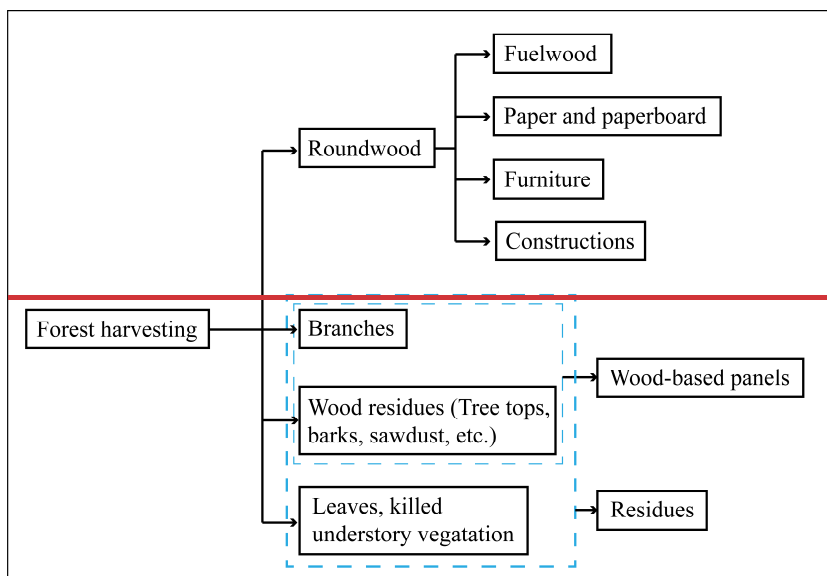 Fuelwood
Paper and paperboard
Roundwood
Furniture
Constructions
Forest harvesting
Branches
Wood-based panels
Wood residues (Tree tops,
barks, sawdust, etc.)
Leaves, killed
understory vegatation
Residues